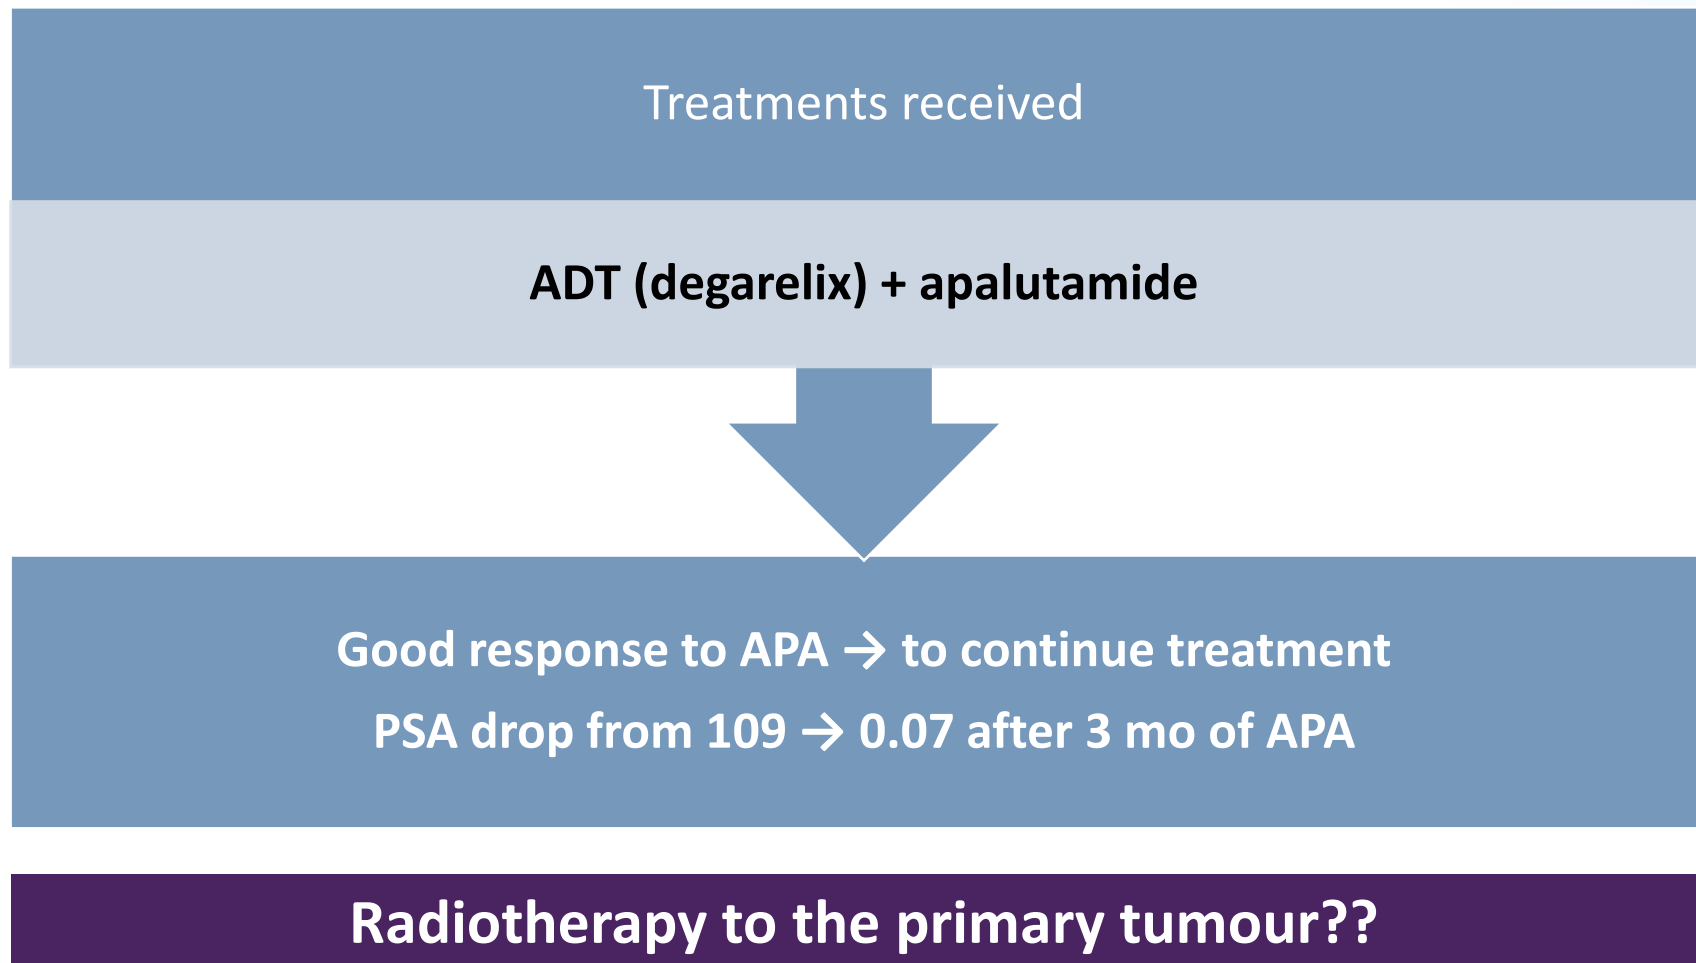 Treatments received
ADT (degarelix) + apalutamide
Good response to APA → to continue treatment
PSA drop from 109 → 0.07 after 3 mo of APA
Radiotherapy to the primary tumour??